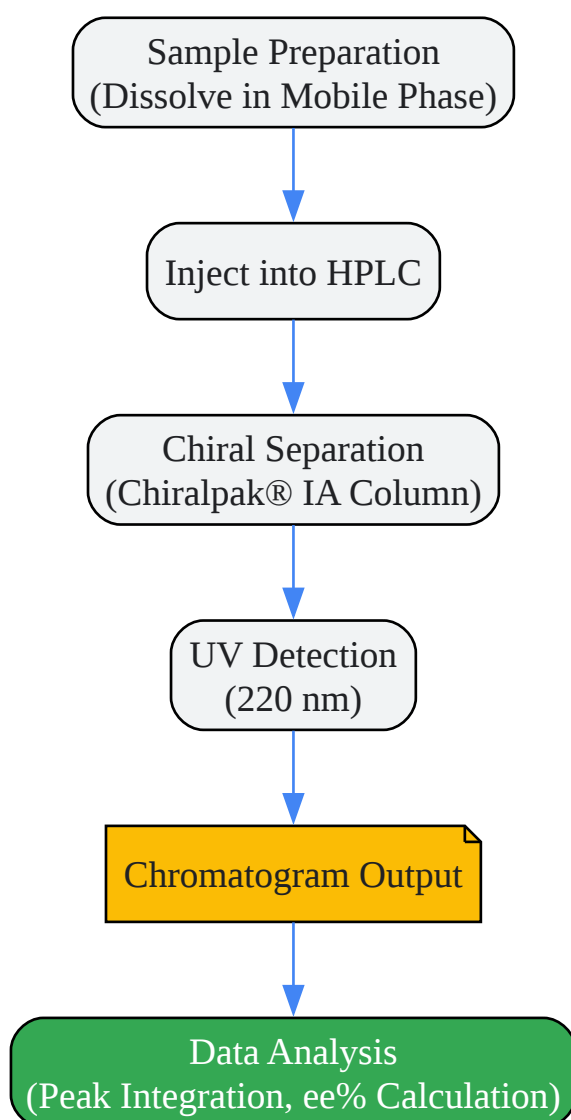 Sample Preparation
(Dissolve in Mobile Phase)
Inject into HPLC
Chiral Separation
(Chiralpak® IA Column)
UV Detection
(220 nm)
Chromatogram Output
Data Analysis
(Peak Integration, ee% Calculation)